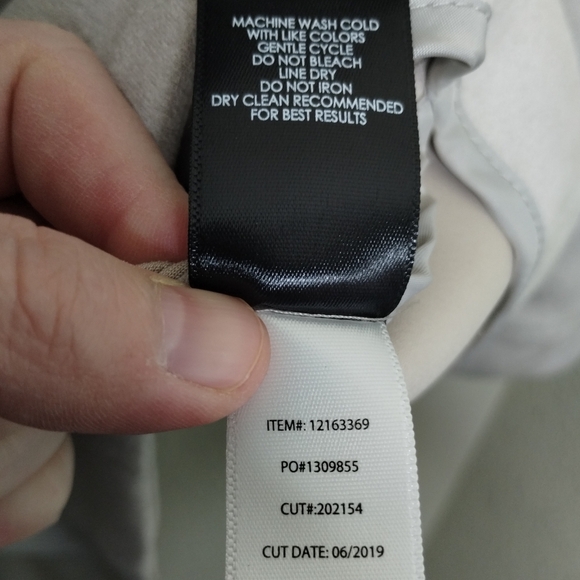 MACHINE WASH COLD
WITH LIKE COLORS
GENTLE CYCLE
DO NOT BLEACH
LINE DRY
DO NOT IRON
DRY CLEAN RECOMMENDED
FOR BEST RESULTS
ITEM#: 12163369
PO#1309855
CUT#:202154
CUT DATE: 06/2019